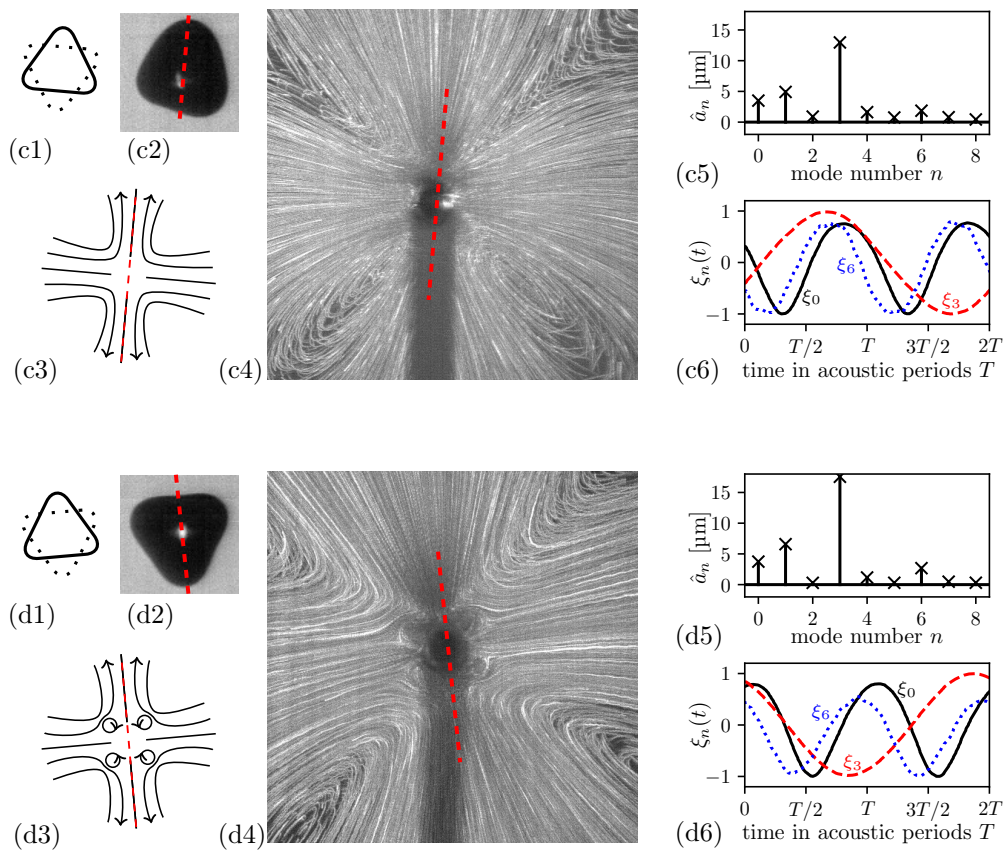 (c1)
(c2)
(c3)
(c4)
15
10
5
0
â_n [µm]
0 2 4 6 8
mode number n
(c5)
1
0
−1
ξ_n(t)
ξ_6
ξ_0
ξ_3
0 T/2 T 3T/2 2T
time in acoustic periods T
(c6)
(d1)
(d2)
(d3)
(d4)
15
10
5
0
â_n [µm]
0 2 4 6 8
mode number n
(d5)
1
0
−1
ξ_n(t)
ξ_0
ξ_6
ξ_3
0 T/2 T 3T/2 2T
time in acoustic periods T
(d6)